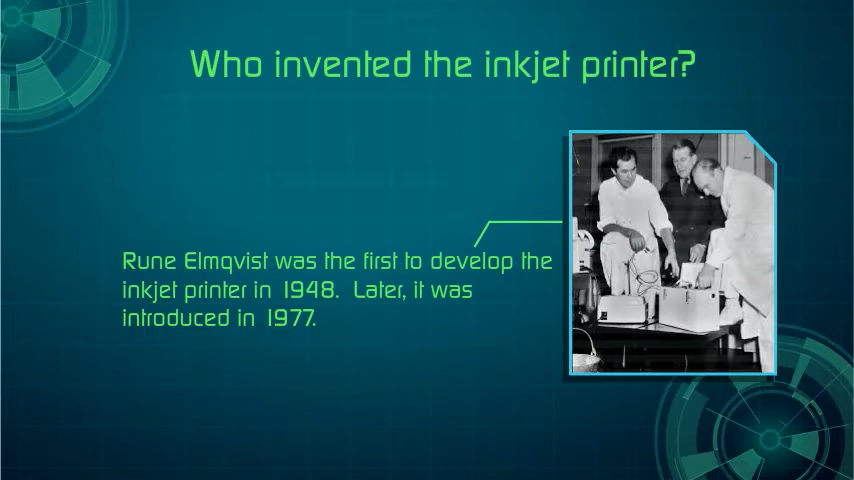 Who invented the inkjet printer?
Rune Elmqvist was the first to develop the
inkjet printer in 1948. Later, it was
introduced in 1977.